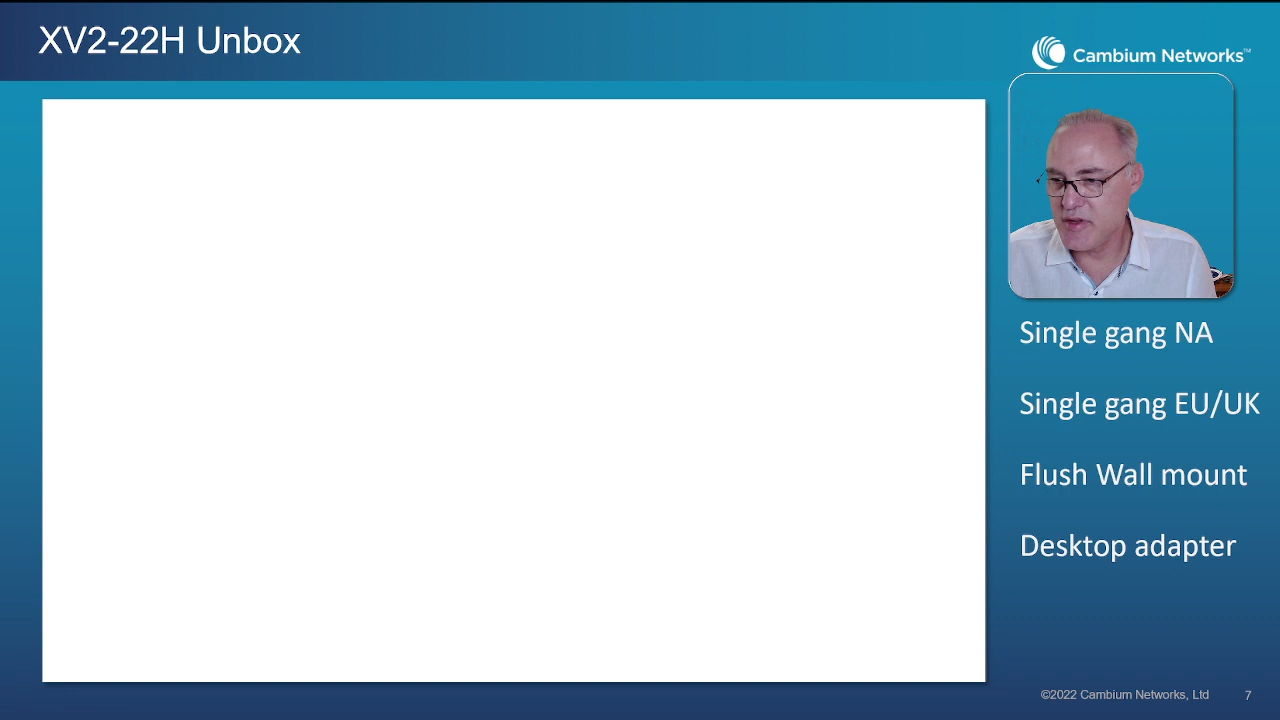 XV2-22H Unbox
Cambium Networks™
Single gang NA
Single gang EU/UK
Flush Wall mount
Desktop adapter
©2022 Cambium Networks, Ltd 7